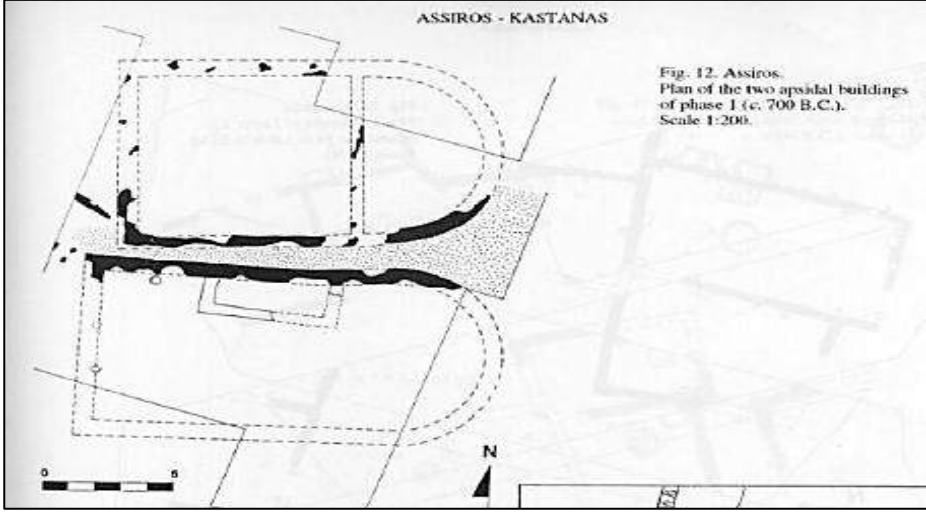 ASSIROS - KASTANAS
Fig. 12. Assiros.
Plan of the two apsidal buildings
of phase 1 (c. 700 B.C.).
Scale 1:200.
N
0 5